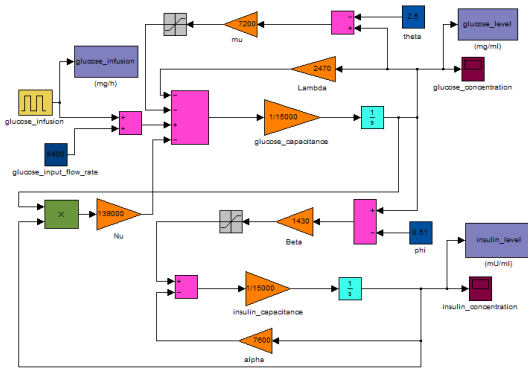 7200
mu
2.5
theta
glucose_level
(mg/ml)
glucose_infusion
(mg/h)
2470
Lambda
glucose_concentration
glucose_infusion
1/15000
glucose_capacitance
1
s
8400
glucose_input_flow_rate
×
139000
Nu
1430
Beta
0.51
phi
insulin_level
(mU/ml)
1/15000
insulin_capacitance
1
s
insulin_concentration
7600
alpha